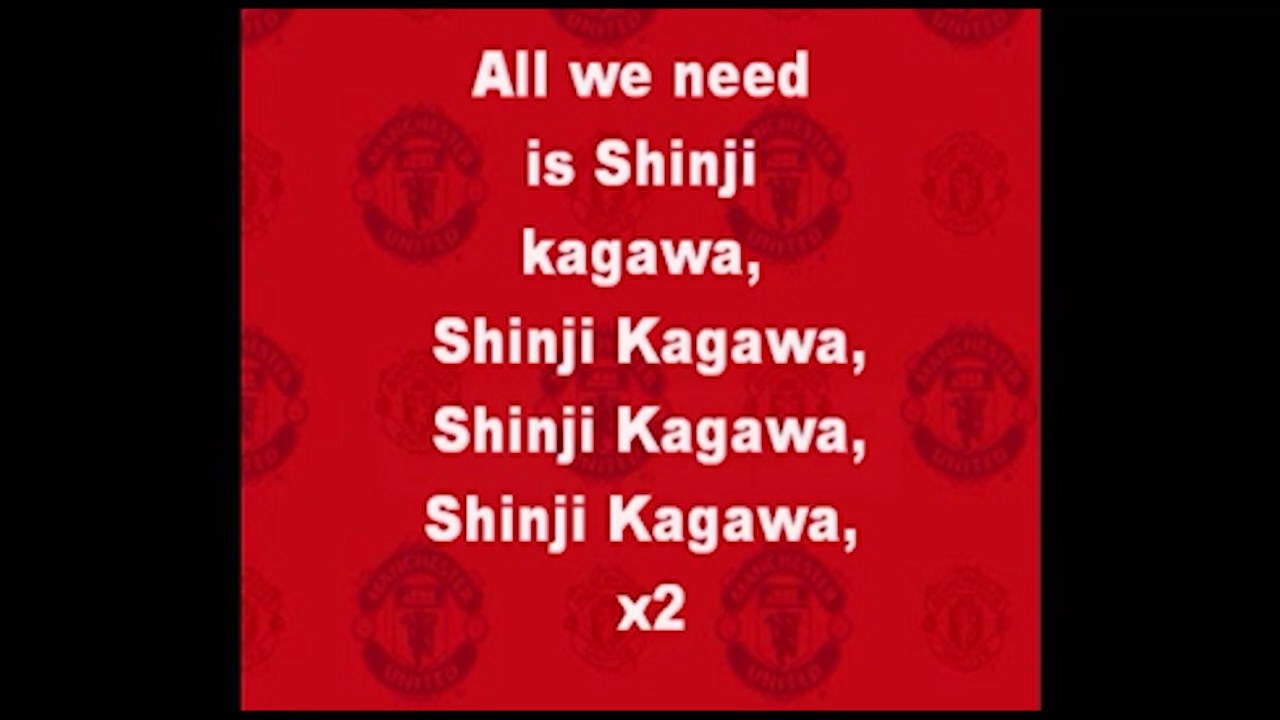 All we need
is Shinji
kagawa,
Shinji Kagawa,
Shinji Kagawa,
Shinji Kagawa,
x2